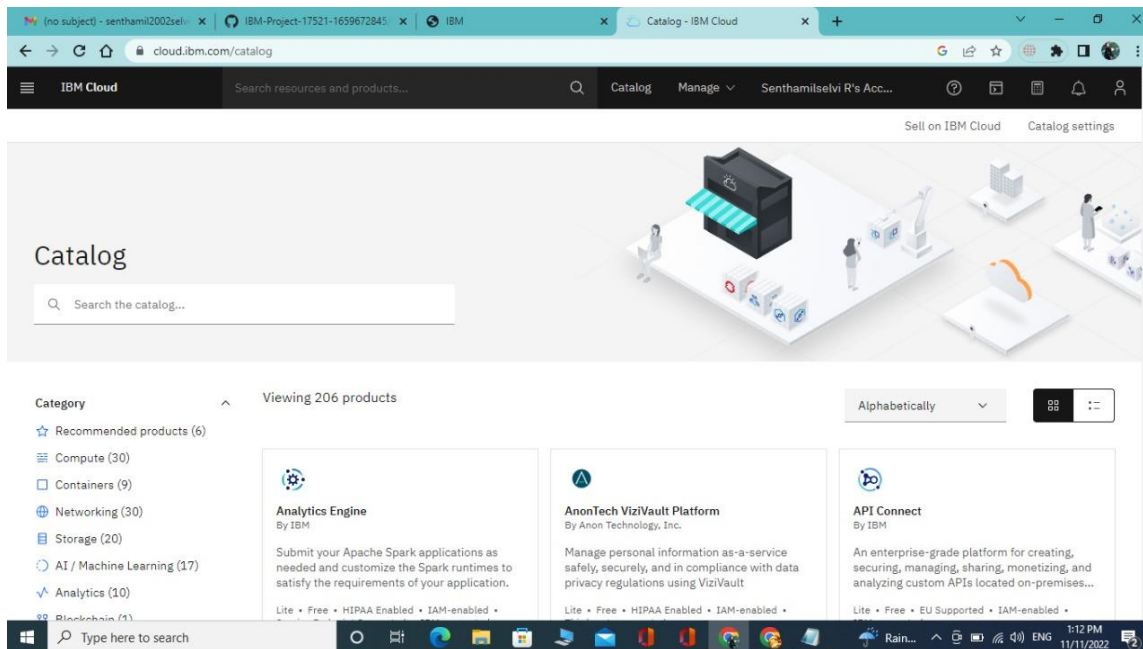 (no subject) - senthamil2002selv
IBM-Project-17521-1659672845
IBM
Catalog - IBM Cloud
cloud.ibm.com/catalog
IBM Cloud
Search resources and products...
Catalog
Manage
Senthamilselvi R's Acc...
Sell on IBM Cloud
Catalog settings
Catalog
Search the catalog...
Category
Viewing 206 products
Alphabetically
Recommended products (6)
Compute (30)
Containers (9)
Networking (30)
Storage (20)
AI / Machine Learning (17)
Analytics (10)
Blockchain (1)
Analytics Engine
By IBM
Submit your Apache Spark applications as
needed and customize the Spark runtimes to
satisfy the requirements of your application.
Lite • Free • HIPAA Enabled • IAM-enabled •
AnonTech ViziVault Platform
By Anon Technology, Inc.
Manage personal information as-a-service
safely, securely, and in compliance with data
privacy regulations using ViziVault
Lite • Free • HIPAA Enabled • IAM-enabled •
API Connect
By IBM
An enterprise-grade platform for creating,
securing, managing, sharing, monetizing, and
analyzing custom APIs located on-premises...
Lite • Free • EU Supported • IAM-enabled •
Type here to search
Rain...
ENG
1:12 PM
11/11/2022